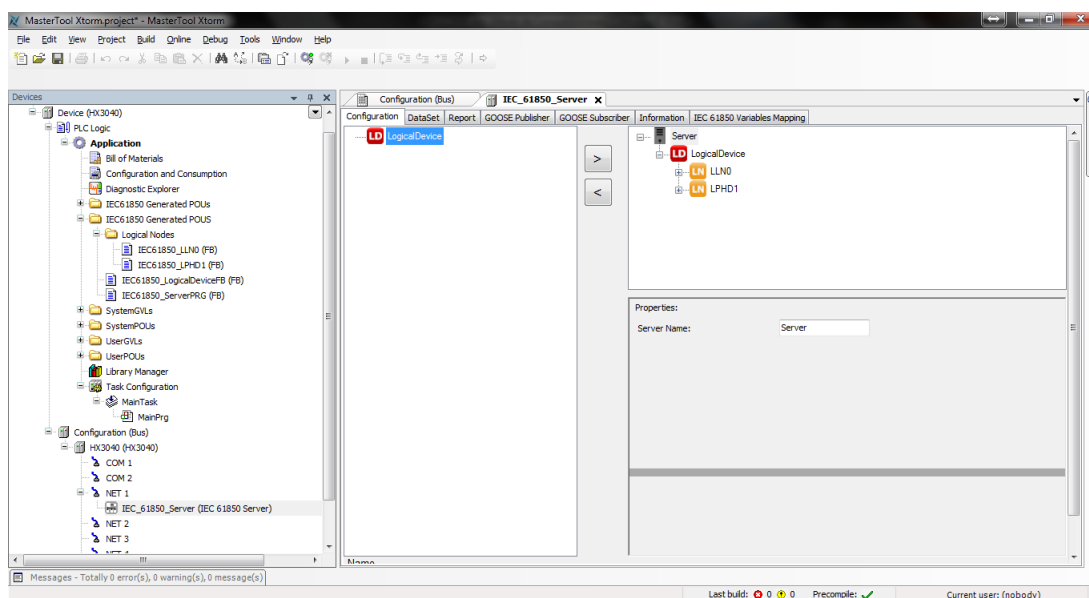 MasterTool Xtorm.project* - MasterTool Xtorm
File Edit View Project Build Online Debug Tools Window Help
Devices
Device (HX3040)
PLC Logic
Application
Bill of Materials
Configuration and Consumption
Diagnostic Explorer
IEC61850 Generated POUs
IEC61850 Generated POUS
Logical Nodes
IEC61850_LLN0 (FB)
IEC61850_LPHD1 (FB)
IEC61850_LogicalDeviceFB (FB)
IEC61850_ServerPRG (FB)
SystemGVLs
SystemPOUs
UserGVLs
UserPOUs
Library Manager
Task Configuration
MainTask
MainPrg
Configuration (Bus)
HX3040 (HX3040)
COM 1
COM 2
NET 1
IEC_61850_Server (IEC 61850 Server)
NET 2
NET 3
NET 4
Configuration (Bus) IEC_61850_Server
Configuration DataSet Report GOOSE Publisher GOOSE Subscriber Information IEC 61850 Variables Mapping
LD LogicalDevice
>
<
Server
LD LogicalDevice
LN LLN0
LN LPHD1
Properties:
Server Name: Server
Name
Messages - Totally 0 error(s), 0 warning(s), 0 message(s)
Last build: 0 0 Precompile: Current user: (nobody)